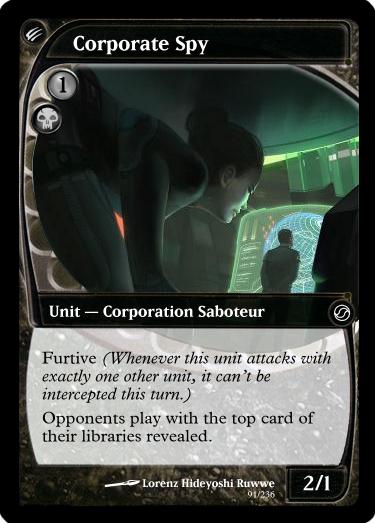 Corporate Spy
1
Unit — Corporation Saboteur
Furtive (Whenever this unit attacks with
exactly one other unit, it can't be
intercepted this turn.)
Opponents play with the top card of
their libraries revealed.
Lorenz Hideyoshi Ruwwe
91/236
2/1